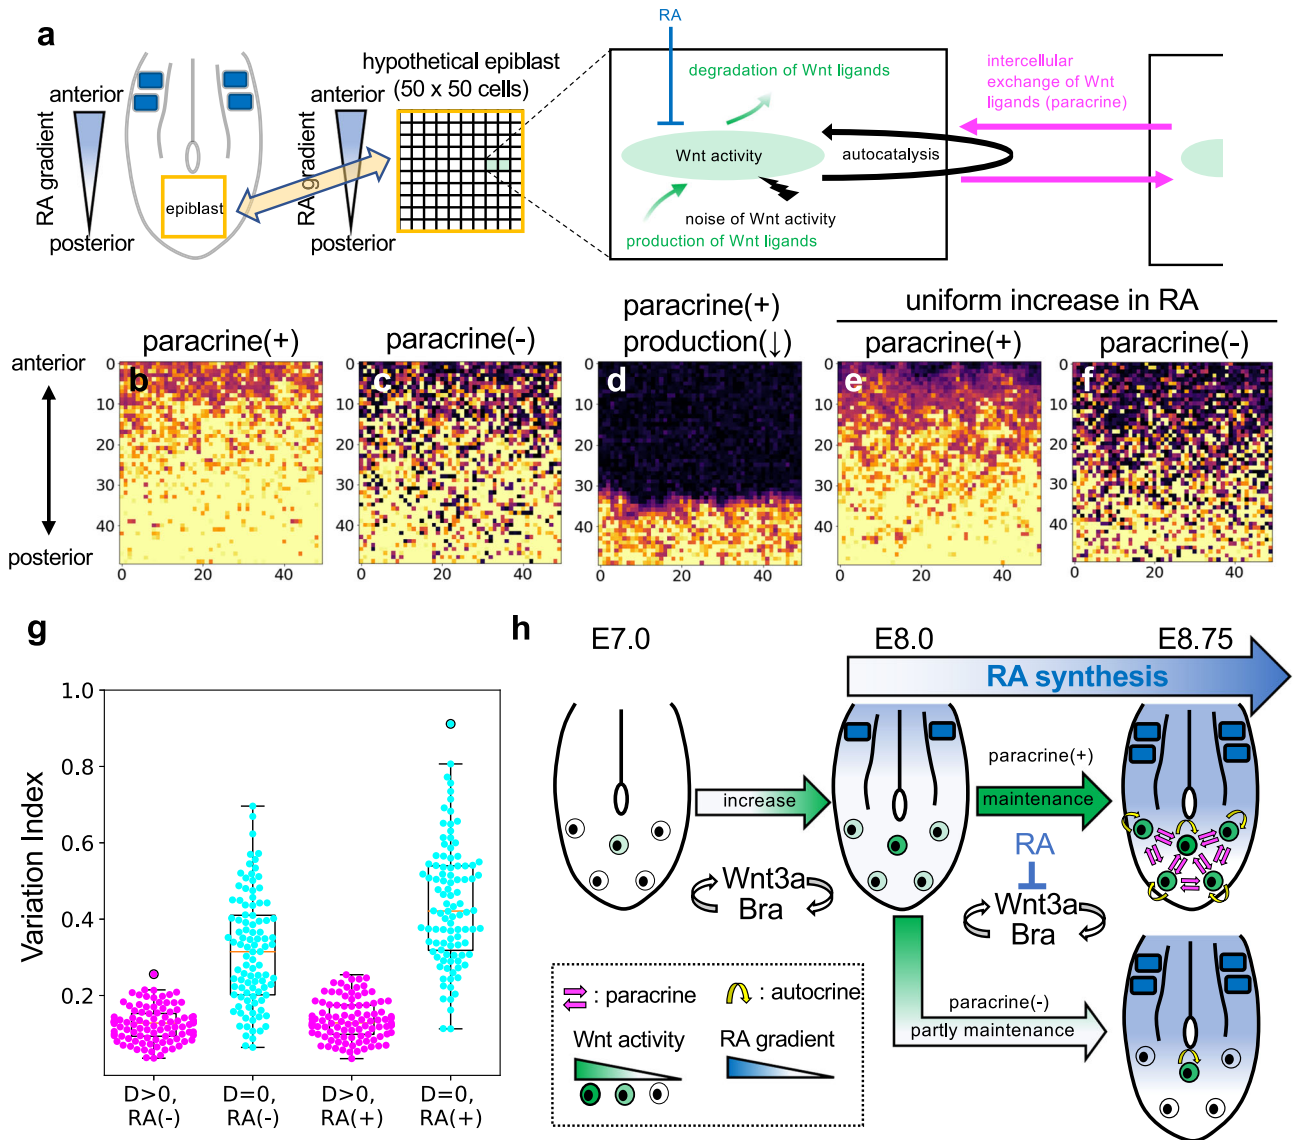 a
anterior
RA gradient
epiblast
posterior
hypothetical epiblast
(50 x 50 cells)
anterior
RA gradient
posterior
RA
degradation of Wnt ligands
Wnt activity
autocatalysis
noise of Wnt activity
production of Wnt ligands
intercellular
exchange of Wnt
ligands (paracrine)
anterior
posterior
paracrine(+)
b
0
10
20
30
40
0
20
40
paracrine(-)
c
0
10
20
30
40
0
20
40
paracrine(+)
production(↓)
d
0
10
20
30
40
0
20
40
uniform increase in RA
paracrine(+)
e
0
10
20
30
40
0
20
40
paracrine(-)
f
0
10
20
30
40
0
20
40
g
Variation Index
1.0
0.8
0.6
0.4
0.2
D>0,
RA(-)
D=0,
RA(-)
D>0,
RA(+)
D=0,
RA(+)
h
E7.0
E8.0
E8.75
RA synthesis
increase
Wnt3a
Bra
paracrine(+)
maintenance
RA
Wnt3a
Bra
paracrine(-)
partly maintenance
: paracrine
: autocrine
Wnt activity
RA gradient